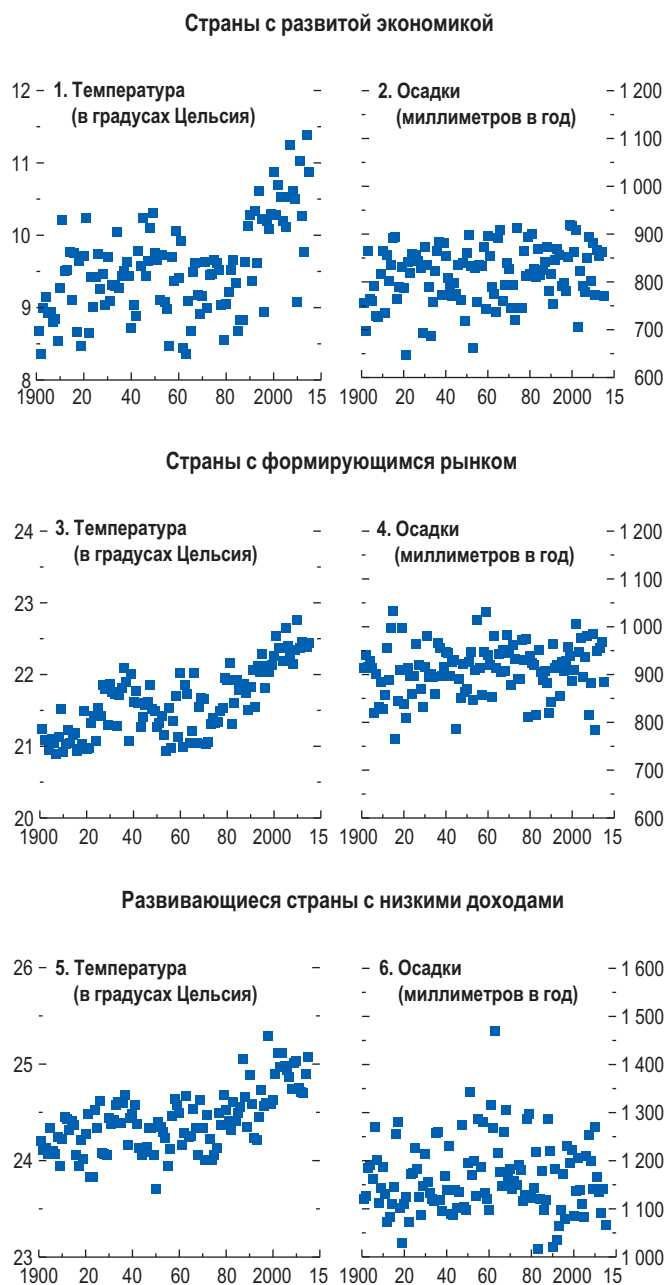 Страны с развитой экономикой
1. Температура
(в градусах Цельсия)
12
11
10
9
8
1900 20 40 60 80 2000 15
2. Осадки
(миллиметров в год)
1 200
1 100
1 000
900
800
700
600
1900 20 40 60 80 2000 15
Страны с формирующимся рынком
3. Температура
(в градусах Цельсия)
24
23
22
21
20
1900 20 40 60 80 2000 15
4. Осадки
(миллиметров в год)
1 200
1 100
1 000
900
800
700
600
1900 20 40 60 80 2000 15
Развивающиеся страны с низкими доходами
5. Температура
(в градусах Цельсия)
26
25
24
23
1900 20 40 60 80 2000 15
6. Осадки
(миллиметров в год)
1 600
1 500
1 400
1 300
1 200
1 100
1 000
1900 20 40 60 80 2000 15